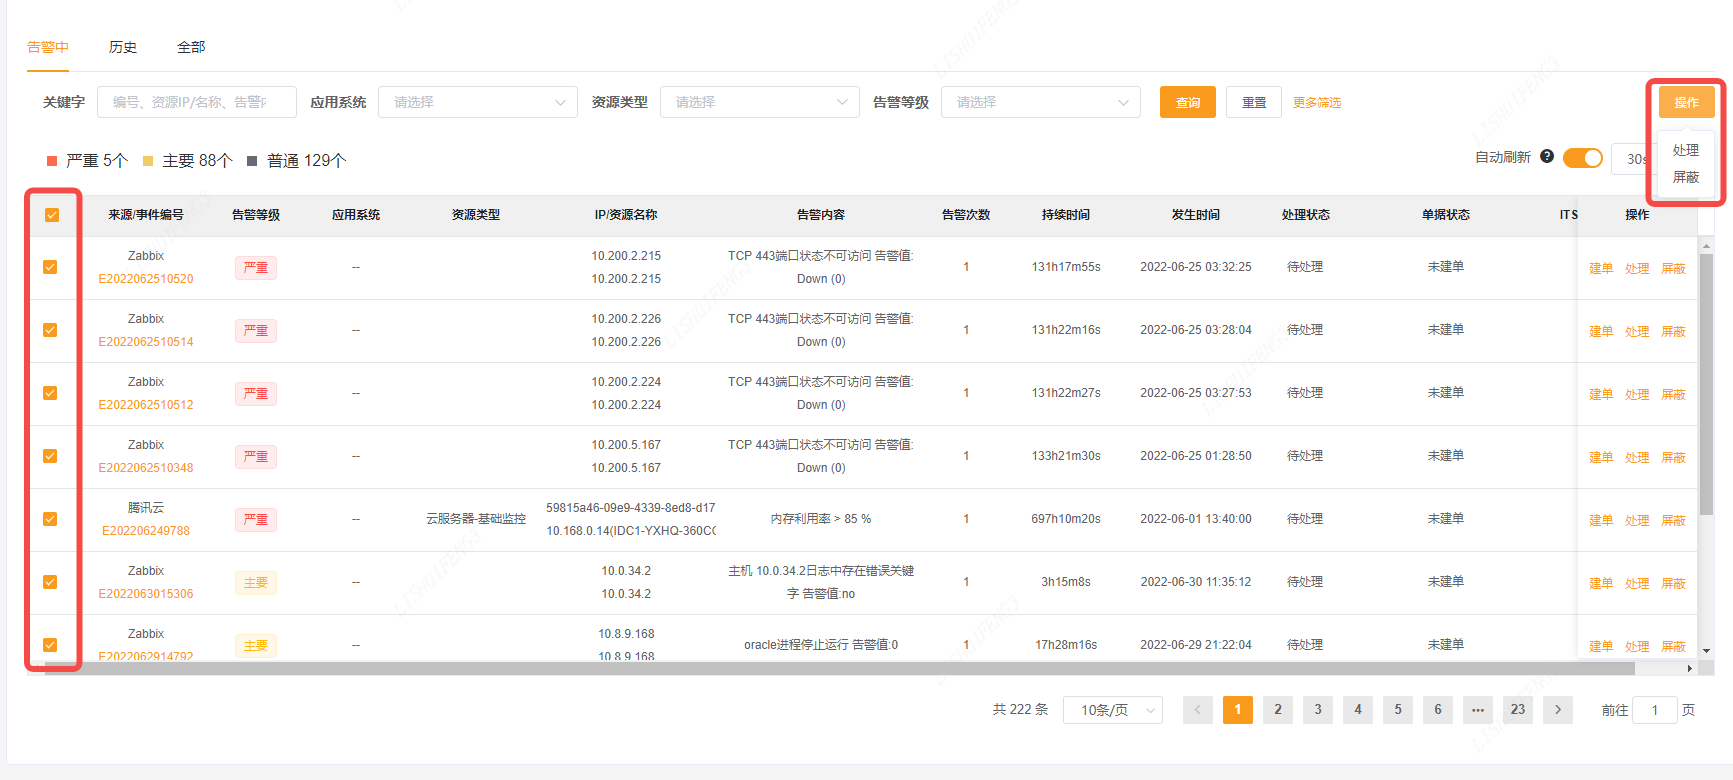 告警中 历史 全部
关键字 编号、资源IP/名称、告警内 应用系统 请选择 资源类型 请选择 告警等级 请选择 查询 重置 更多筛选 操作
处理
屏蔽
严重 5个 主要 88个 普通 129个 自动刷新 30s
来源/事件编号 告警等级 应用系统 资源类型 IP/资源名称 告警内容 告警次数 持续时间 发生时间 处理状态 单据状态 ITS 操作
Zabbix 10.200.2.215 TCP 443端口状态不可访问 告警值:
E2022062510520 严重 -- 10.200.2.215 Down (0) 1 131h17m55s 2022-06-25 03:32:25 待处理 未建单 建单 处理 屏蔽
Zabbix 10.200.2.226 TCP 443端口状态不可访问 告警值:
E2022062510514 严重 -- 10.200.2.226 Down (0) 1 131h22m16s 2022-06-25 03:28:04 待处理 未建单 建单 处理 屏蔽
Zabbix 10.200.2.224 TCP 443端口状态不可访问 告警值:
E2022062510512 严重 -- 10.200.2.224 Down (0) 1 131h22m27s 2022-06-25 03:27:53 待处理 未建单 建单 处理 屏蔽
Zabbix 10.200.5.167 TCP 443端口状态不可访问 告警值:
E2022062510348 严重 -- 10.200.5.167 Down (0) 1 133h21m30s 2022-06-25 01:28:50 待处理 未建单 建单 处理 屏蔽
腾讯云 59815a46-09e9-4339-8ed8-d17
E202206249788 严重 -- 云服务器-基础监控 10.168.0.14(IDC1-YXHQ-360CC 内存利用率 > 85 % 1 697h10m20s 2022-06-01 13:40:00 待处理 未建单 建单 处理 屏蔽
Zabbix 10.0.34.2 主机 10.0.34.2日志中存在错误关键
E2022063015306 主要 -- 10.0.34.2 字 告警值:no 1 3h15m8s 2022-06-30 11:35:12 待处理 未建单 建单 处理 屏蔽
Zabbix 10.8.9.168
E2022062914792 主要 -- 10.8.9.168 oracle进程停止运行 告警值:0 1 17h28m16s 2022-06-29 21:22:04 待处理 未建单 建单 处理 屏蔽
共 222 条 10条/页 1 2 3 4 5 6 ••• 23 前往 1 页
LISHUIFENG3